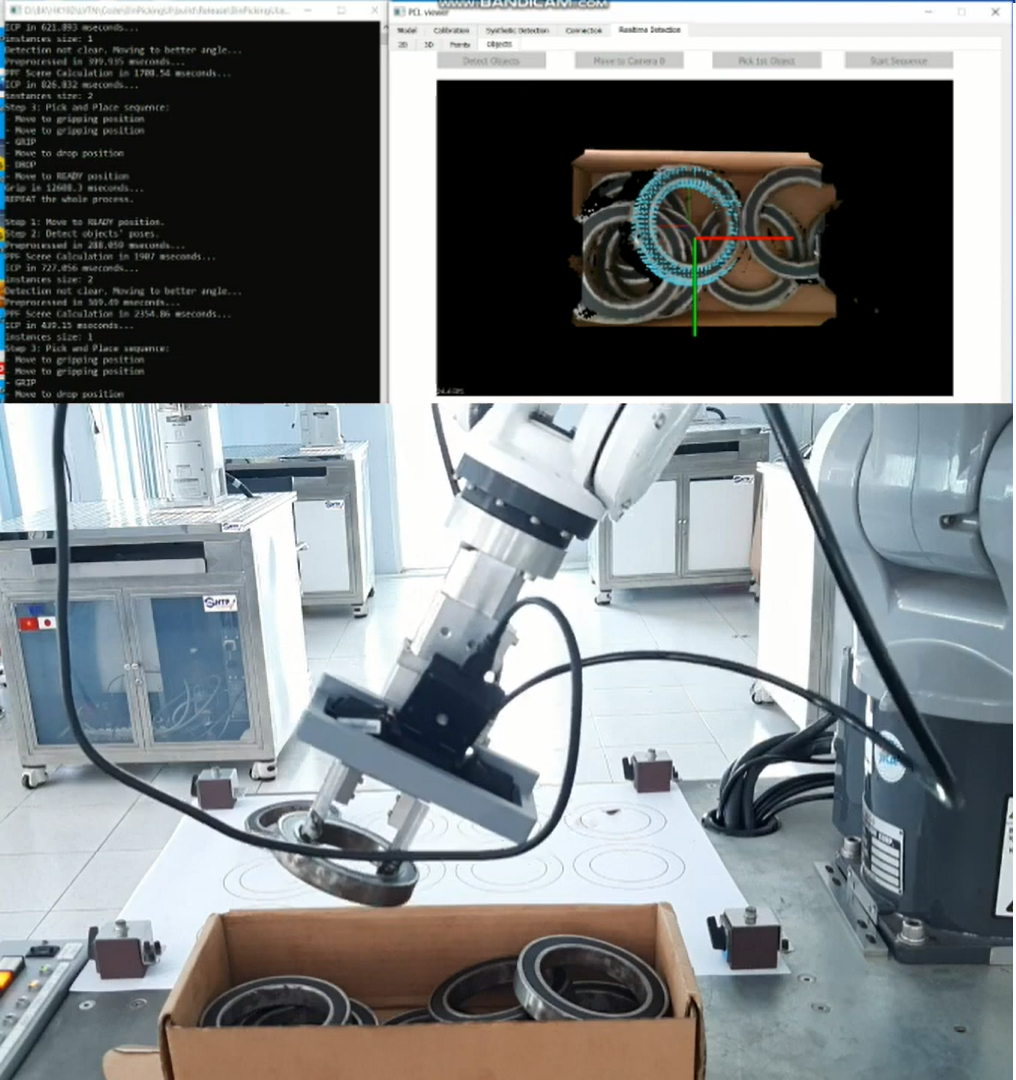 WWW.BANDICAM.COM
ICP in 621.893 mseconds...
instances size: 1
Detection not clear. Moving to better angle...
Preprocessed in 399.935 mseconds...
PPF Scene Calculation in 1708.54 mseconds...
ICP in 826.832 mseconds...
instances size: 2
Step 3: Pick and Place sequence:
- Move to gripping position
- Move to gripping position
- GRIP
- Move to drop position
- DROP
- Move to READY position
Grip in 12608.3 mseconds...
REPEAT the whole process.
Step 1: Move to READY position.
Step 2: Detect objects' poses.
Preprocessed in 288.059 mseconds...
PPF Scene Calculation in 1907 mseconds...
ICP in 727.056 mseconds...
instances size: 2
Detection not clear. Moving to better angle...
Preprocessed in 309.49 mseconds...
PPF Scene Calculation in 2354.86 mseconds...
ICP in 439.15 mseconds...
Instances size: 1
Step 3: Pick and Place sequence:
- Move to gripping position
- Move to gripping position
- GRIP
- Move to drop position
PCL viewer
Model Calibration Synthetic Detection Connection Realtime Detection
2D 3D Points Objects
Detect Objects Move to Camera 0 Pick 1st Object Start Sequence
SHTP